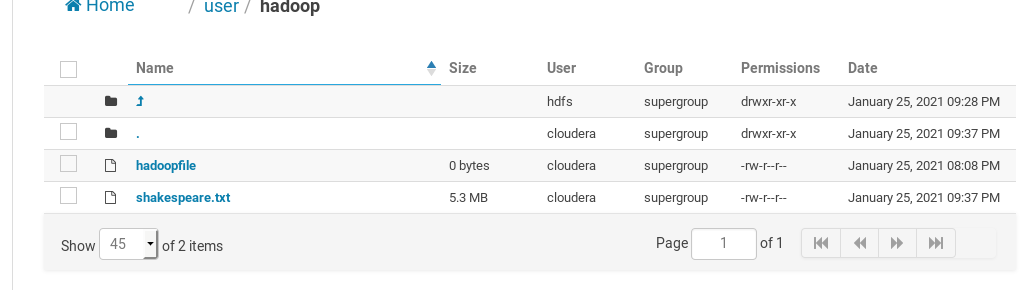 Home / user / hadoop
Name Size User Group Permissions Date
hdfs supergroup drwxr-xr-x January 25, 2021 09:28 PM
. cloudera supergroup drwxr-xr-x January 25, 2021 09:37 PM
hadoopfile 0 bytes cloudera supergroup -rw-r--r-- January 25, 2021 08:08 PM
shakespeare.txt 5.3 MB cloudera supergroup -rw-r--r-- January 25, 2021 09:37 PM
Show 45 of 2 items Page 1 of 1